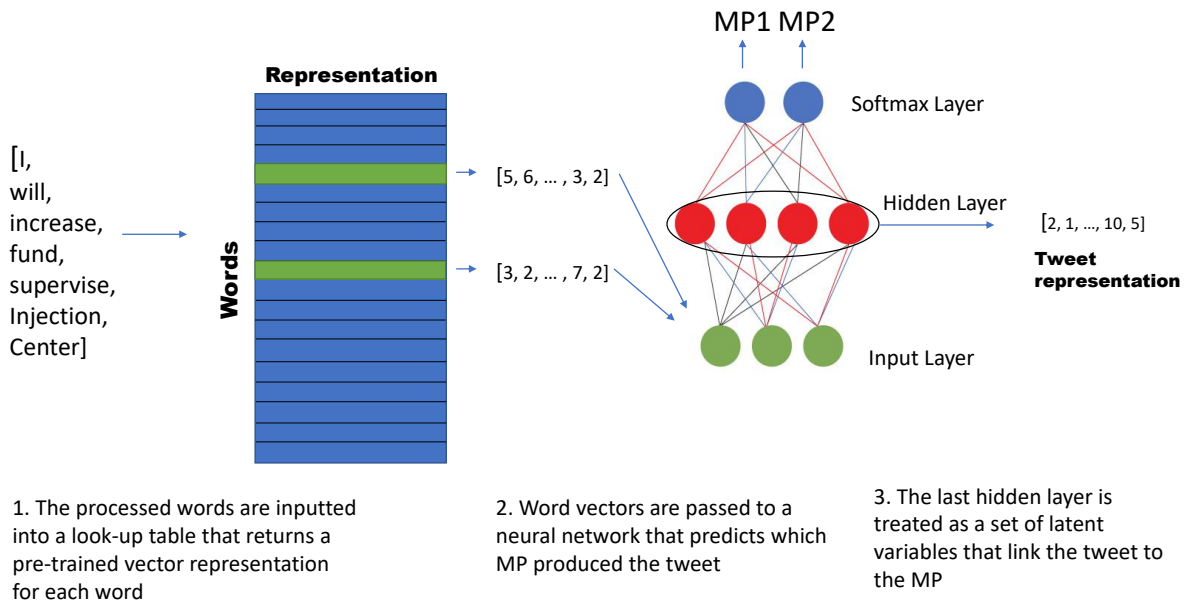 MP1 MP2
Representation
Softmax Layer
[I,
will,
increase,
fund,
supervise,
Injection,
Center]
Words
[5, 6, ... , 3, 2]
[3, 2, ... , 7, 2]
Hidden Layer
[2, 1, ..., 10, 5]
Tweet
representation
Input Layer
1. The processed words are inputted
into a look-up table that returns a
pre-trained vector representation
for each word
2. Word vectors are passed to a
neural network that predicts which
MP produced the tweet
3. The last hidden layer is
treated as a set of latent
variables that link the tweet to
the MP